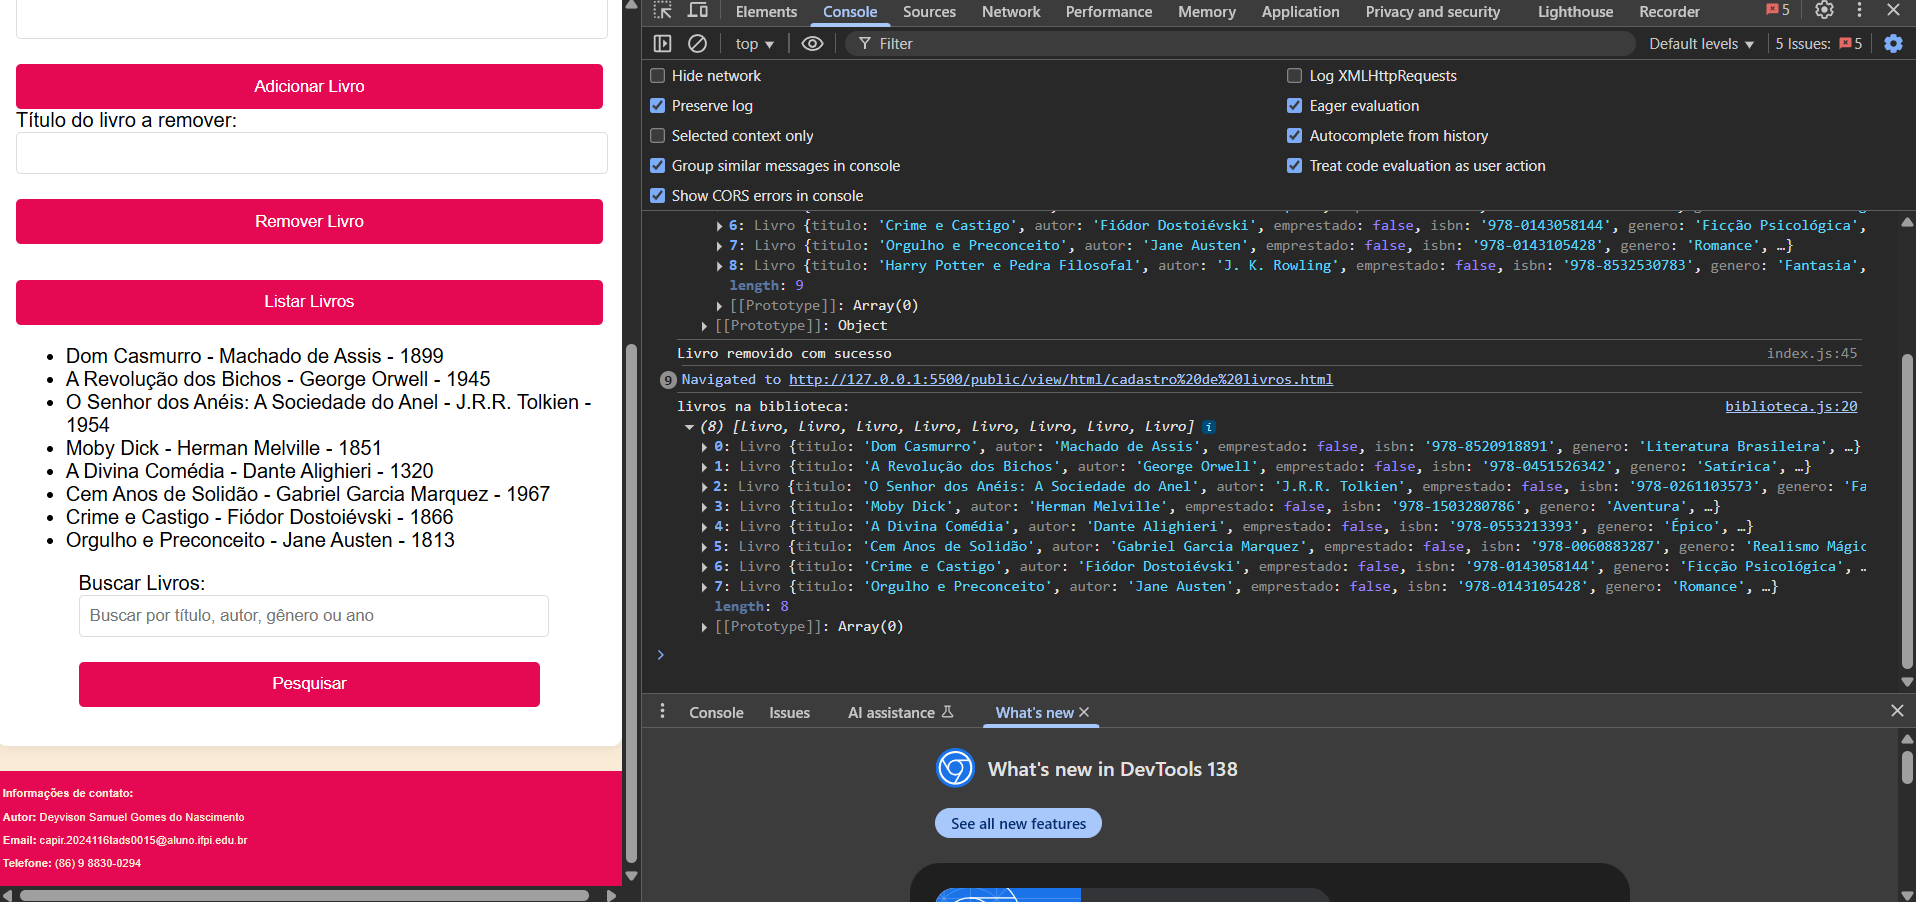 Adicionar Livro
Título do livro a remover:
Remover Livro
Listar Livros
Dom Casmurro - Machado de Assis - 1899
A Revolução dos Bichos - George Orwell - 1945
O Senhor dos Anéis: A Sociedade do Anel - J.R.R. Tolkien -
1954
Moby Dick - Herman Melville - 1851
A Divina Comédia - Dante Alighieri - 1320
Cem Anos de Solidão - Gabriel Garcia Marquez - 1967
Crime e Castigo - Fiódor Dostoiévski - 1866
Orgulho e Preconceito - Jane Austen - 1813
Buscar Livros:
Buscar por título, autor, gênero ou ano
Pesquisar
Informações de contato:
Autor: Deyvison Samuel Gomes do Nascimento
Email: capir.2024116tads0015@aluno.ifpi.edu.br
Telefone: (86) 9 8830-0294
Elements Console Sources Network Performance Memory Application Privacy and security Lighthouse Recorder 5
top Filter Default levels 5 Issues: 5
Hide network Log XMLHttpRequests
Preserve log Eager evaluation
Selected context only Autocomplete from history
Group similar messages in console Treat code evaluation as user action
Show CORS errors in console
6: Livro {titulo: 'Crime e Castigo', autor: 'Fiódor Dostoiévski', emprestado: false, isbn: '978-0143058144', genero: 'Ficção Psicológica',
7: Livro {titulo: 'Orgulho e Preconceito', autor: 'Jane Austen', emprestado: false, isbn: '978-0143105428', genero: 'Romance', …}
8: Livro {titulo: 'Harry Potter e Pedra Filosofal', autor: 'J. K. Rowling', emprestado: false, isbn: '978-8532530783', genero: 'Fantasia',
length: 9
[[Prototype]]: Array(0)
[[Prototype]]: Object
Livro removido com sucesso index.js:45
9 Navigated to http://127.0.0.1:5500/public/view/html/cadastro%20de%20livros.html
livros na biblioteca: biblioteca.js:20
(8) [Livro, Livro, Livro, Livro, Livro, Livro, Livro, Livro] i
0: Livro {titulo: 'Dom Casmurro', autor: 'Machado de Assis', emprestado: false, isbn: '978-8520918891', genero: 'Literatura Brasileira', …}
1: Livro {titulo: 'A Revolução dos Bichos', autor: 'George Orwell', emprestado: false, isbn: '978-0451526342', genero: 'Satírica', …}
2: Livro {titulo: 'O Senhor dos Anéis: A Sociedade do Anel', autor: 'J.R.R. Tolkien', emprestado: false, isbn: '978-0261103573', genero: 'Fa
3: Livro {titulo: 'Moby Dick', autor: 'Herman Melville', emprestado: false, isbn: '978-1503280786', genero: 'Aventura', …}
4: Livro {titulo: 'A Divina Comédia', autor: 'Dante Alighieri', emprestado: false, isbn: '978-0553213393', genero: 'Épico', …}
5: Livro {titulo: 'Cem Anos de Solidão', autor: 'Gabriel Garcia Marquez', emprestado: false, isbn: '978-0060883287', genero: 'Realismo Mágic
6: Livro {titulo: 'Crime e Castigo', autor: 'Fiódor Dostoiévski', emprestado: false, isbn: '978-0143058144', genero: 'Ficção Psicológica', …
7: Livro {titulo: 'Orgulho e Preconceito', autor: 'Jane Austen', emprestado: false, isbn: '978-0143105428', genero: 'Romance', …}
length: 8
[[Prototype]]: Array(0)
Console Issues AI assistance What's new
What's new in DevTools 138
See all new features